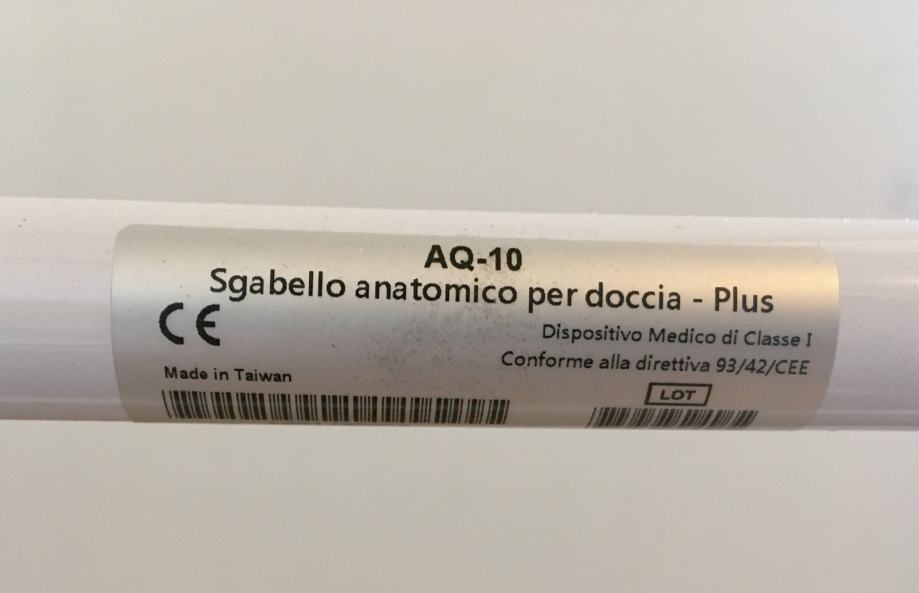 AQ-10
Sgabello anatomico per doccia - Plus
CE
Dispositivo Medico di Classe I
Conforme alla direttiva 93/42/CEE
Made in Taiwan
LOT